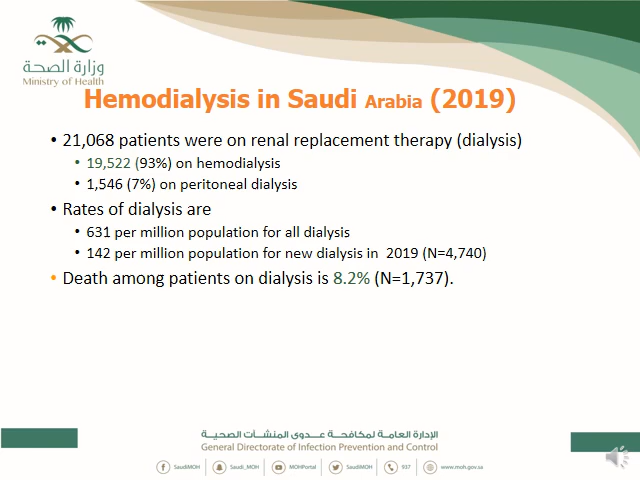 وزارة الصحة
Ministry of Health
Hemodialysis in Saudi Arabia (2019)
• 21,068 patients were on renal replacement therapy (dialysis)
• 19,522 (93%) on hemodialysis
• 1,546 (7%) on peritoneal dialysis
• Rates of dialysis are
• 631 per million population for all dialysis
• 142 per million population for new dialysis in 2019 (N=4,740)
• Death among patients on dialysis is 8.2% (N=1,737).
الإدارة العامة لمكافحة عدوى المنشآت الصحية
General Directorate of Infection Prevention and Control
SaudiMOH Saudi_MOH MOHPortal SaudiMOH 937 www.moh.gov.sa